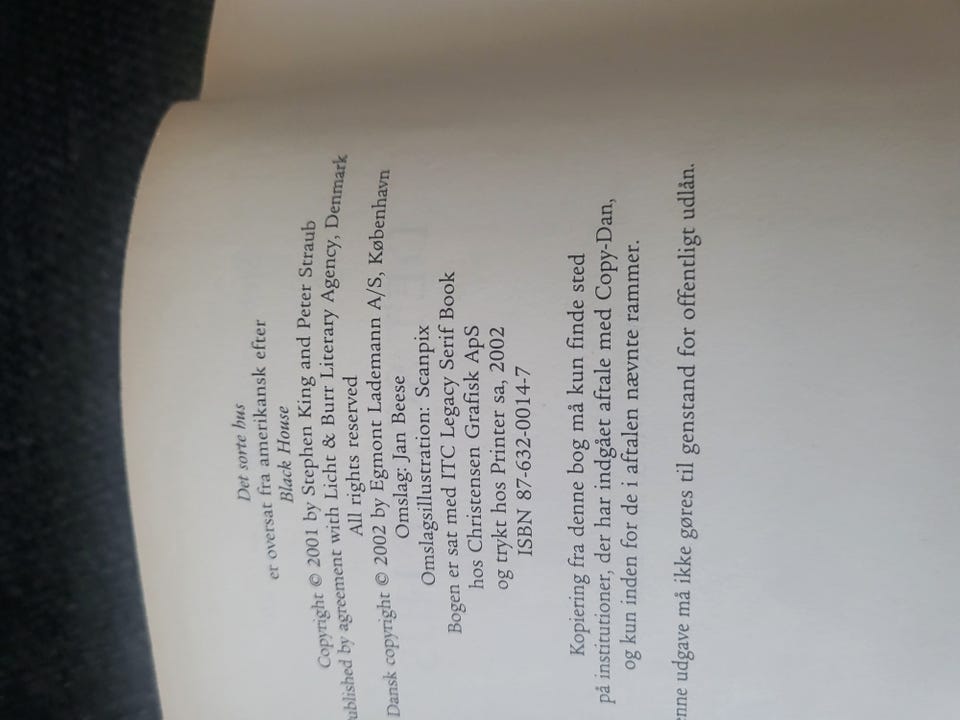 Det sorte hus
er oversat fra amerikansk efter
Black House
Copyright © 2001 by Stephen King and Peter Straub
ublished by agreement with Licht & Burr Literary Agency, Denmark
All rights reserved
Dansk copyright © 2002 by Egmont Lademann A/S, København
Omslag: Jan Beese
Omslagsillustration: Scanpix
Bogen er sat med ITC Legacy Serif Book
hos Christensen Grafisk ApS
og trykt hos Printer sa, 2002
ISBN 87-632-0014-7
Kopiering fra denne bog må kun finde sted
på institutioner, der har indgået aftale med Copy-Dan,
og kun inden for de i aftalen nævnte rammer.
enne udgave må ikke gøres til genstand for offentligt udlån.